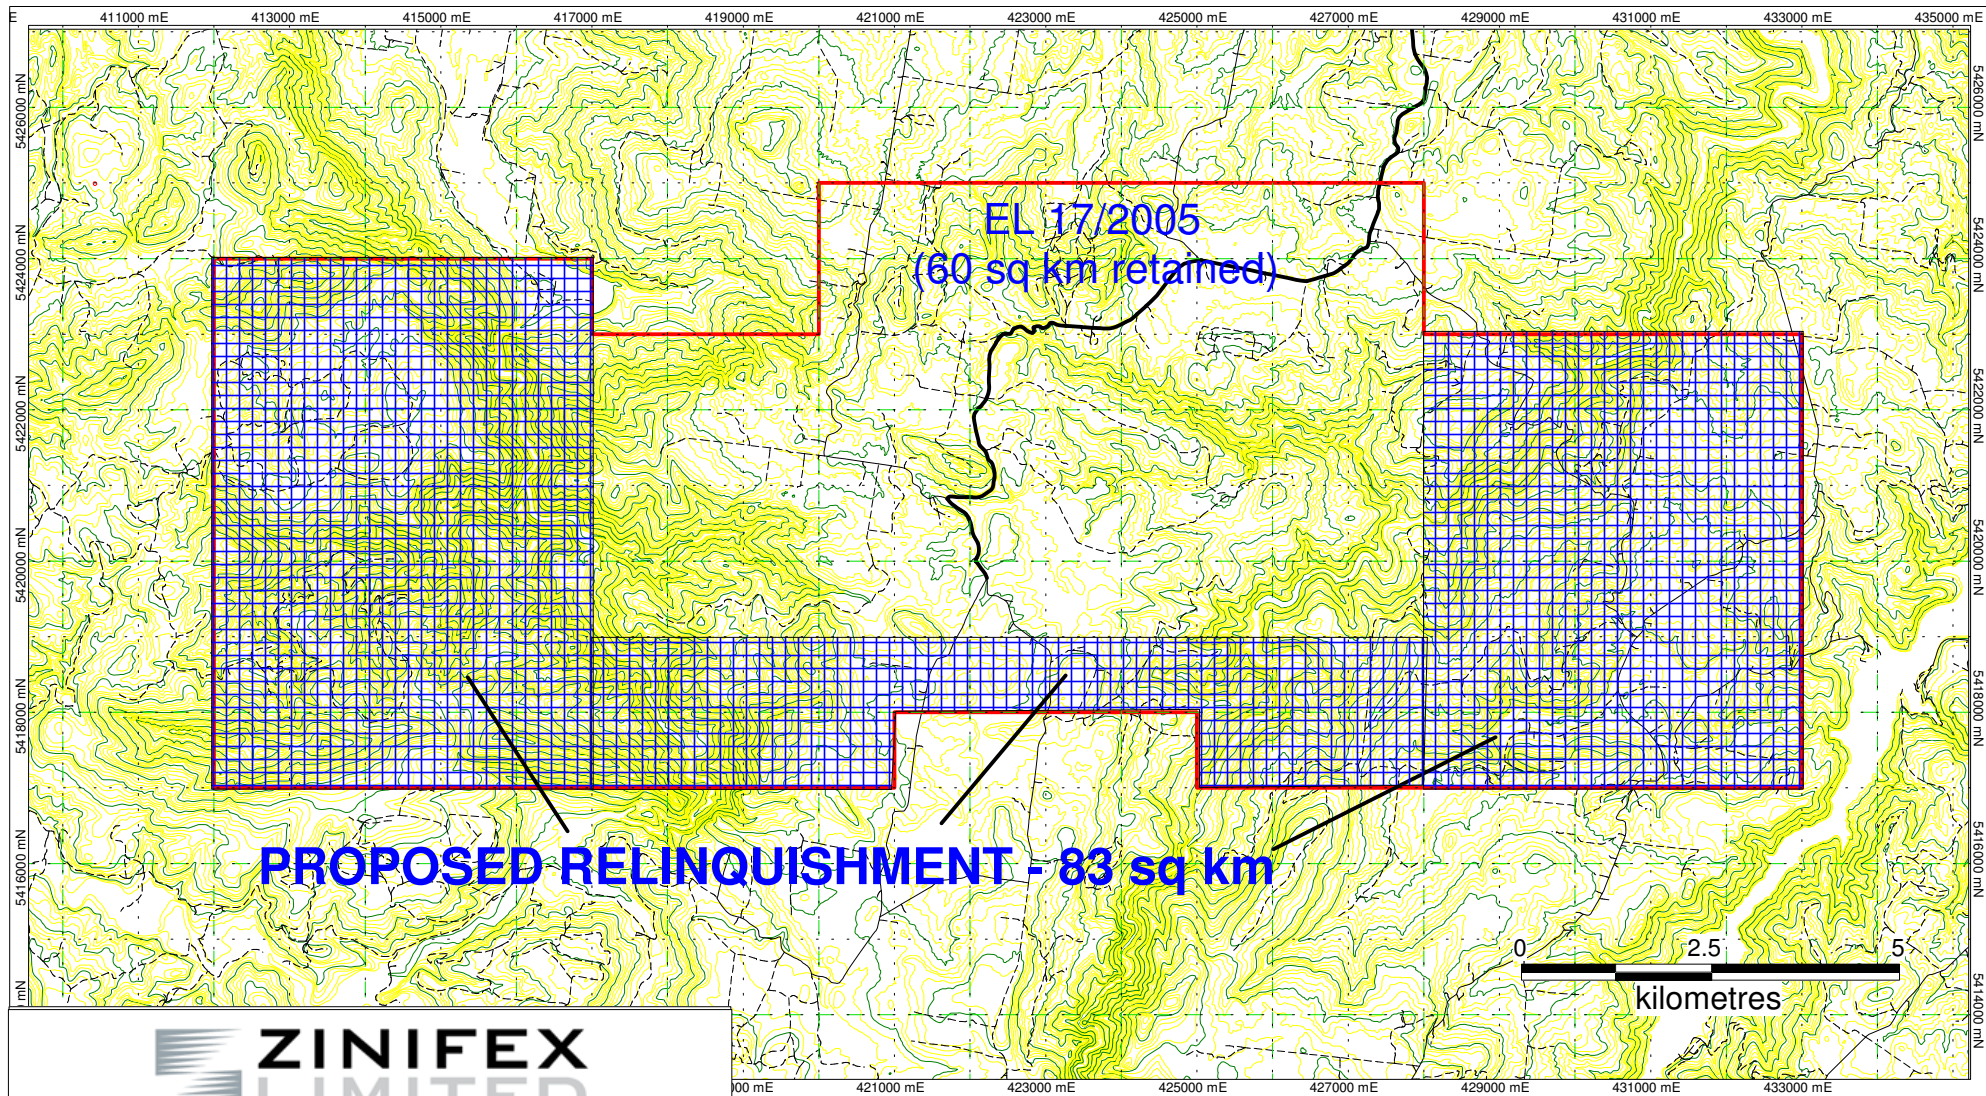 E 411000 mE 413000 mE 415000 mE 417000 mE 419000 mE 421000 mE 423000 mE 425000 mE 427000 mE 429000 mE 431000 mE 433000 mE 435000 mE
5426000 mN 5426000 mN
5424000 mN 5424000 mN
EL 17/2005
(60 sq km retained)
5422000 mN 5422000 mN
5420000 mN 5420000 mN
5418000 mN 5418000 mN
PROPOSED RELINQUISHMENT - 83 sq km
5416000 mN 5416000 mN
0 2.5 5
kilometres
mN 5414000 mN
ZINIFEX
LIMITED
000 mE 421000 mE 423000 mE 425000 mE 427000 mE 429000 mE 431000 mE 433000 mE